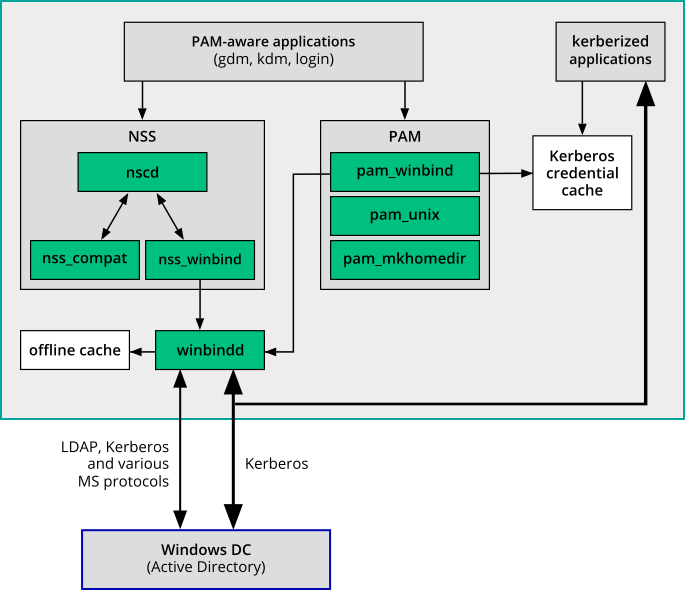 PAM-aware applications
(gdm, kdm, login)
kerberized
applications
NSS
nscd
nss_compat
nss_winbind
PAM
pam_winbind
pam_unix
pam_mkhomedir
Kerberos
credential
cache
offline cache
winbindd
LDAP, Kerberos
and various
MS protocols
Kerberos
Windows DC
(Active Directory)